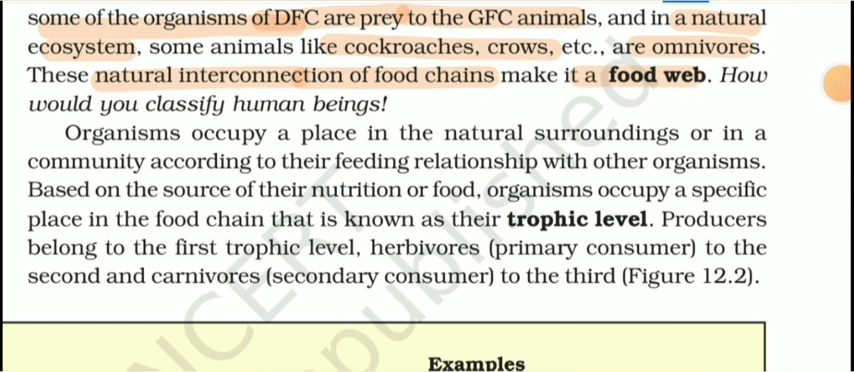 some of the organisms of DFC are prey to the GFC animals, and in a natural
ecosystem, some animals like cockroaches, crows, etc., are omnivores.
These natural interconnection of food chains make it a food web. How
would you classify human beings!
Organisms occupy a place in the natural surroundings or in a
community according to their feeding relationship with other organisms.
Based on the source of their nutrition or food, organisms occupy a specific
place in the food chain that is known as their trophic level. Producers
belong to the first trophic level, herbivores (primary consumer) to the
second and carnivores (secondary consumer) to the third (Figure 12.2).
Examples